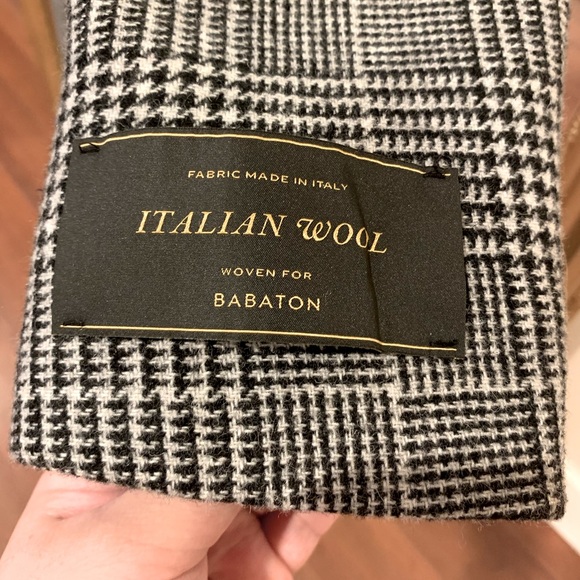 FABRIC MADE IN ITALY
ITALIAN WOOL
WOVEN FOR
BABATON